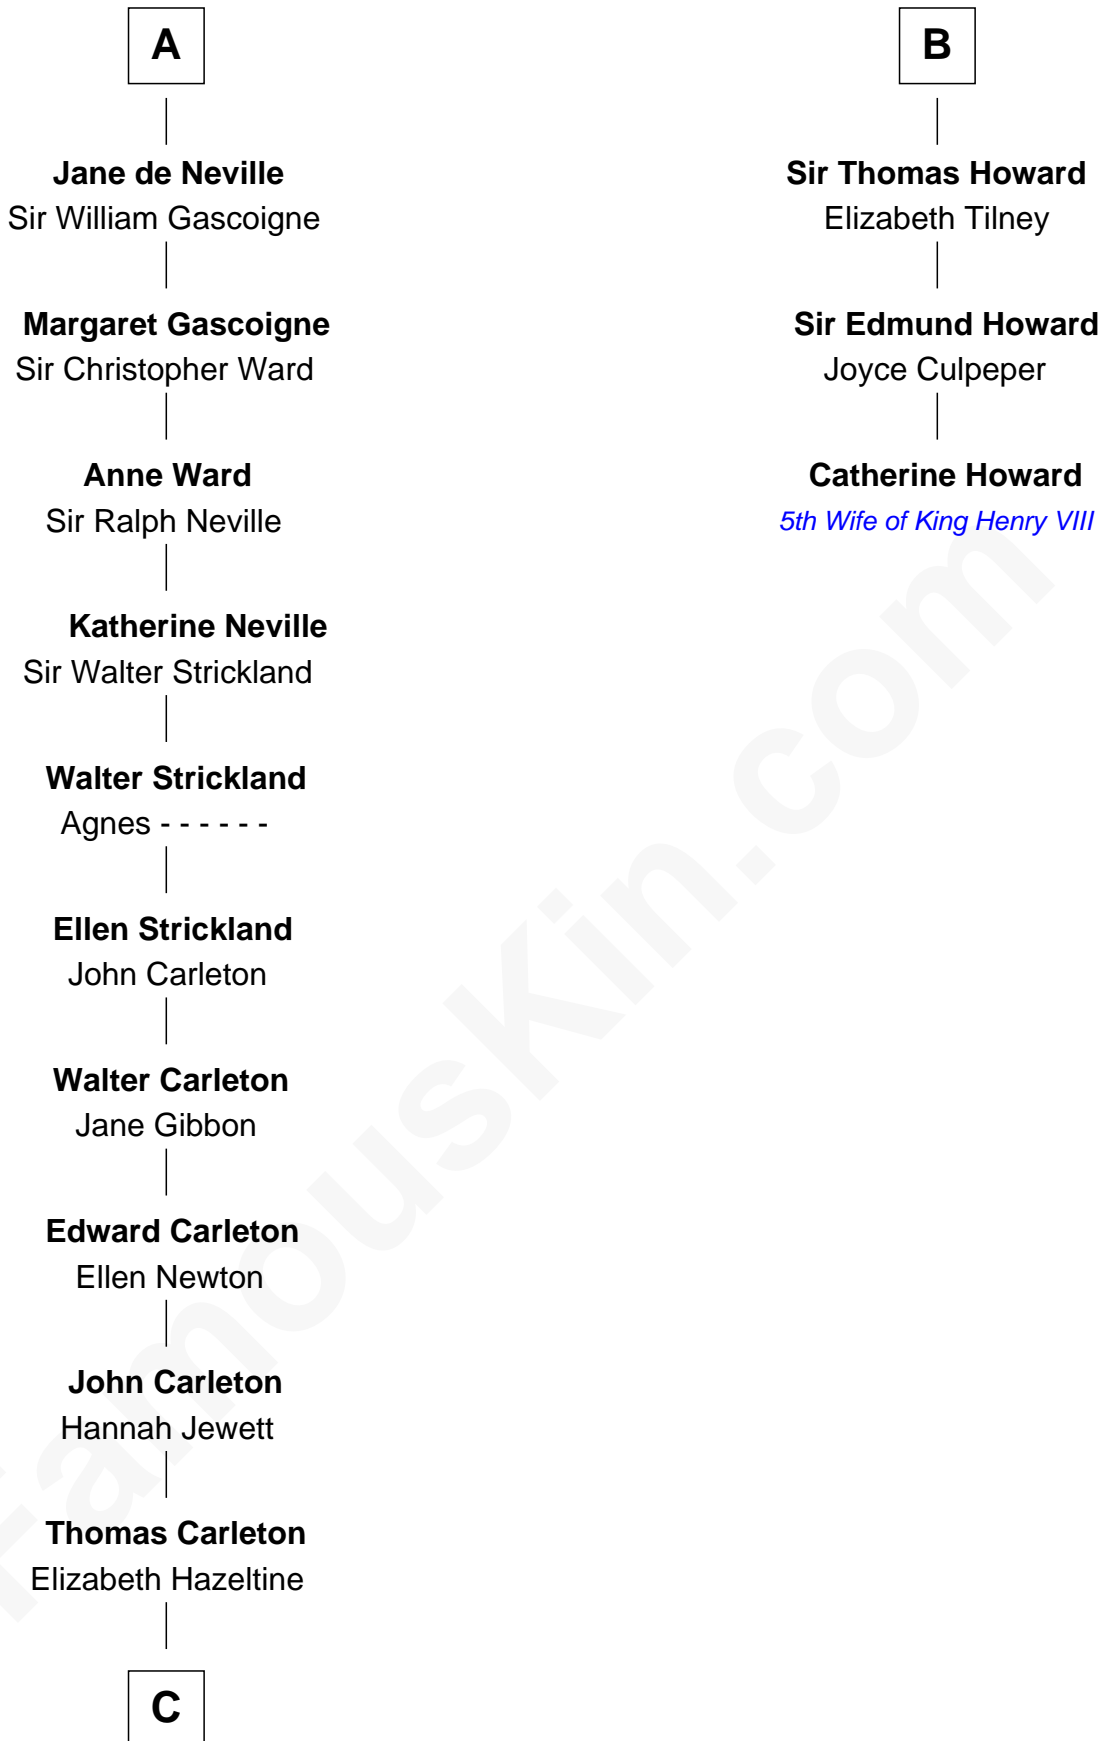 A
Jane de Neville
Sir William Gascoigne
Margaret Gascoigne
Sir Christopher Ward
Anne Ward
Sir Ralph Neville
Katherine Neville
Sir Walter Strickland
Walter Strickland
Agnes - - - - - -
Ellen Strickland
John Carleton
Walter Carleton
Jane Gibbon
Edward Carleton
Ellen Newton
John Carleton
Hannah Jewett
Thomas Carleton
Elizabeth Hazeltine
C
B
Sir Thomas Howard
Elizabeth Tilney
Sir Edmund Howard
Joyce Culpeper
Catherine Howard
5th Wife of King Henry VIII
FamousKin.com